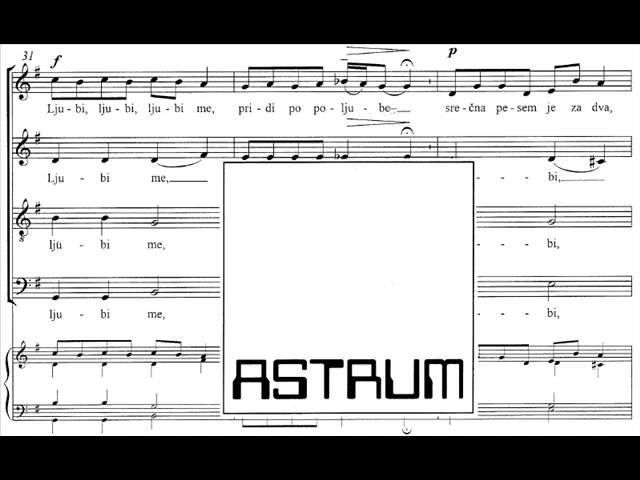 31
f
p
Lju - bi, lju - bi, lju - bi me, pri - di po po - lju - be sre - čna pe - sem je za dva,
Lju - bi me, - - - bi,
lju - bi me, - - - bi,
lju - bi me, - - - bi,
ASTRUM